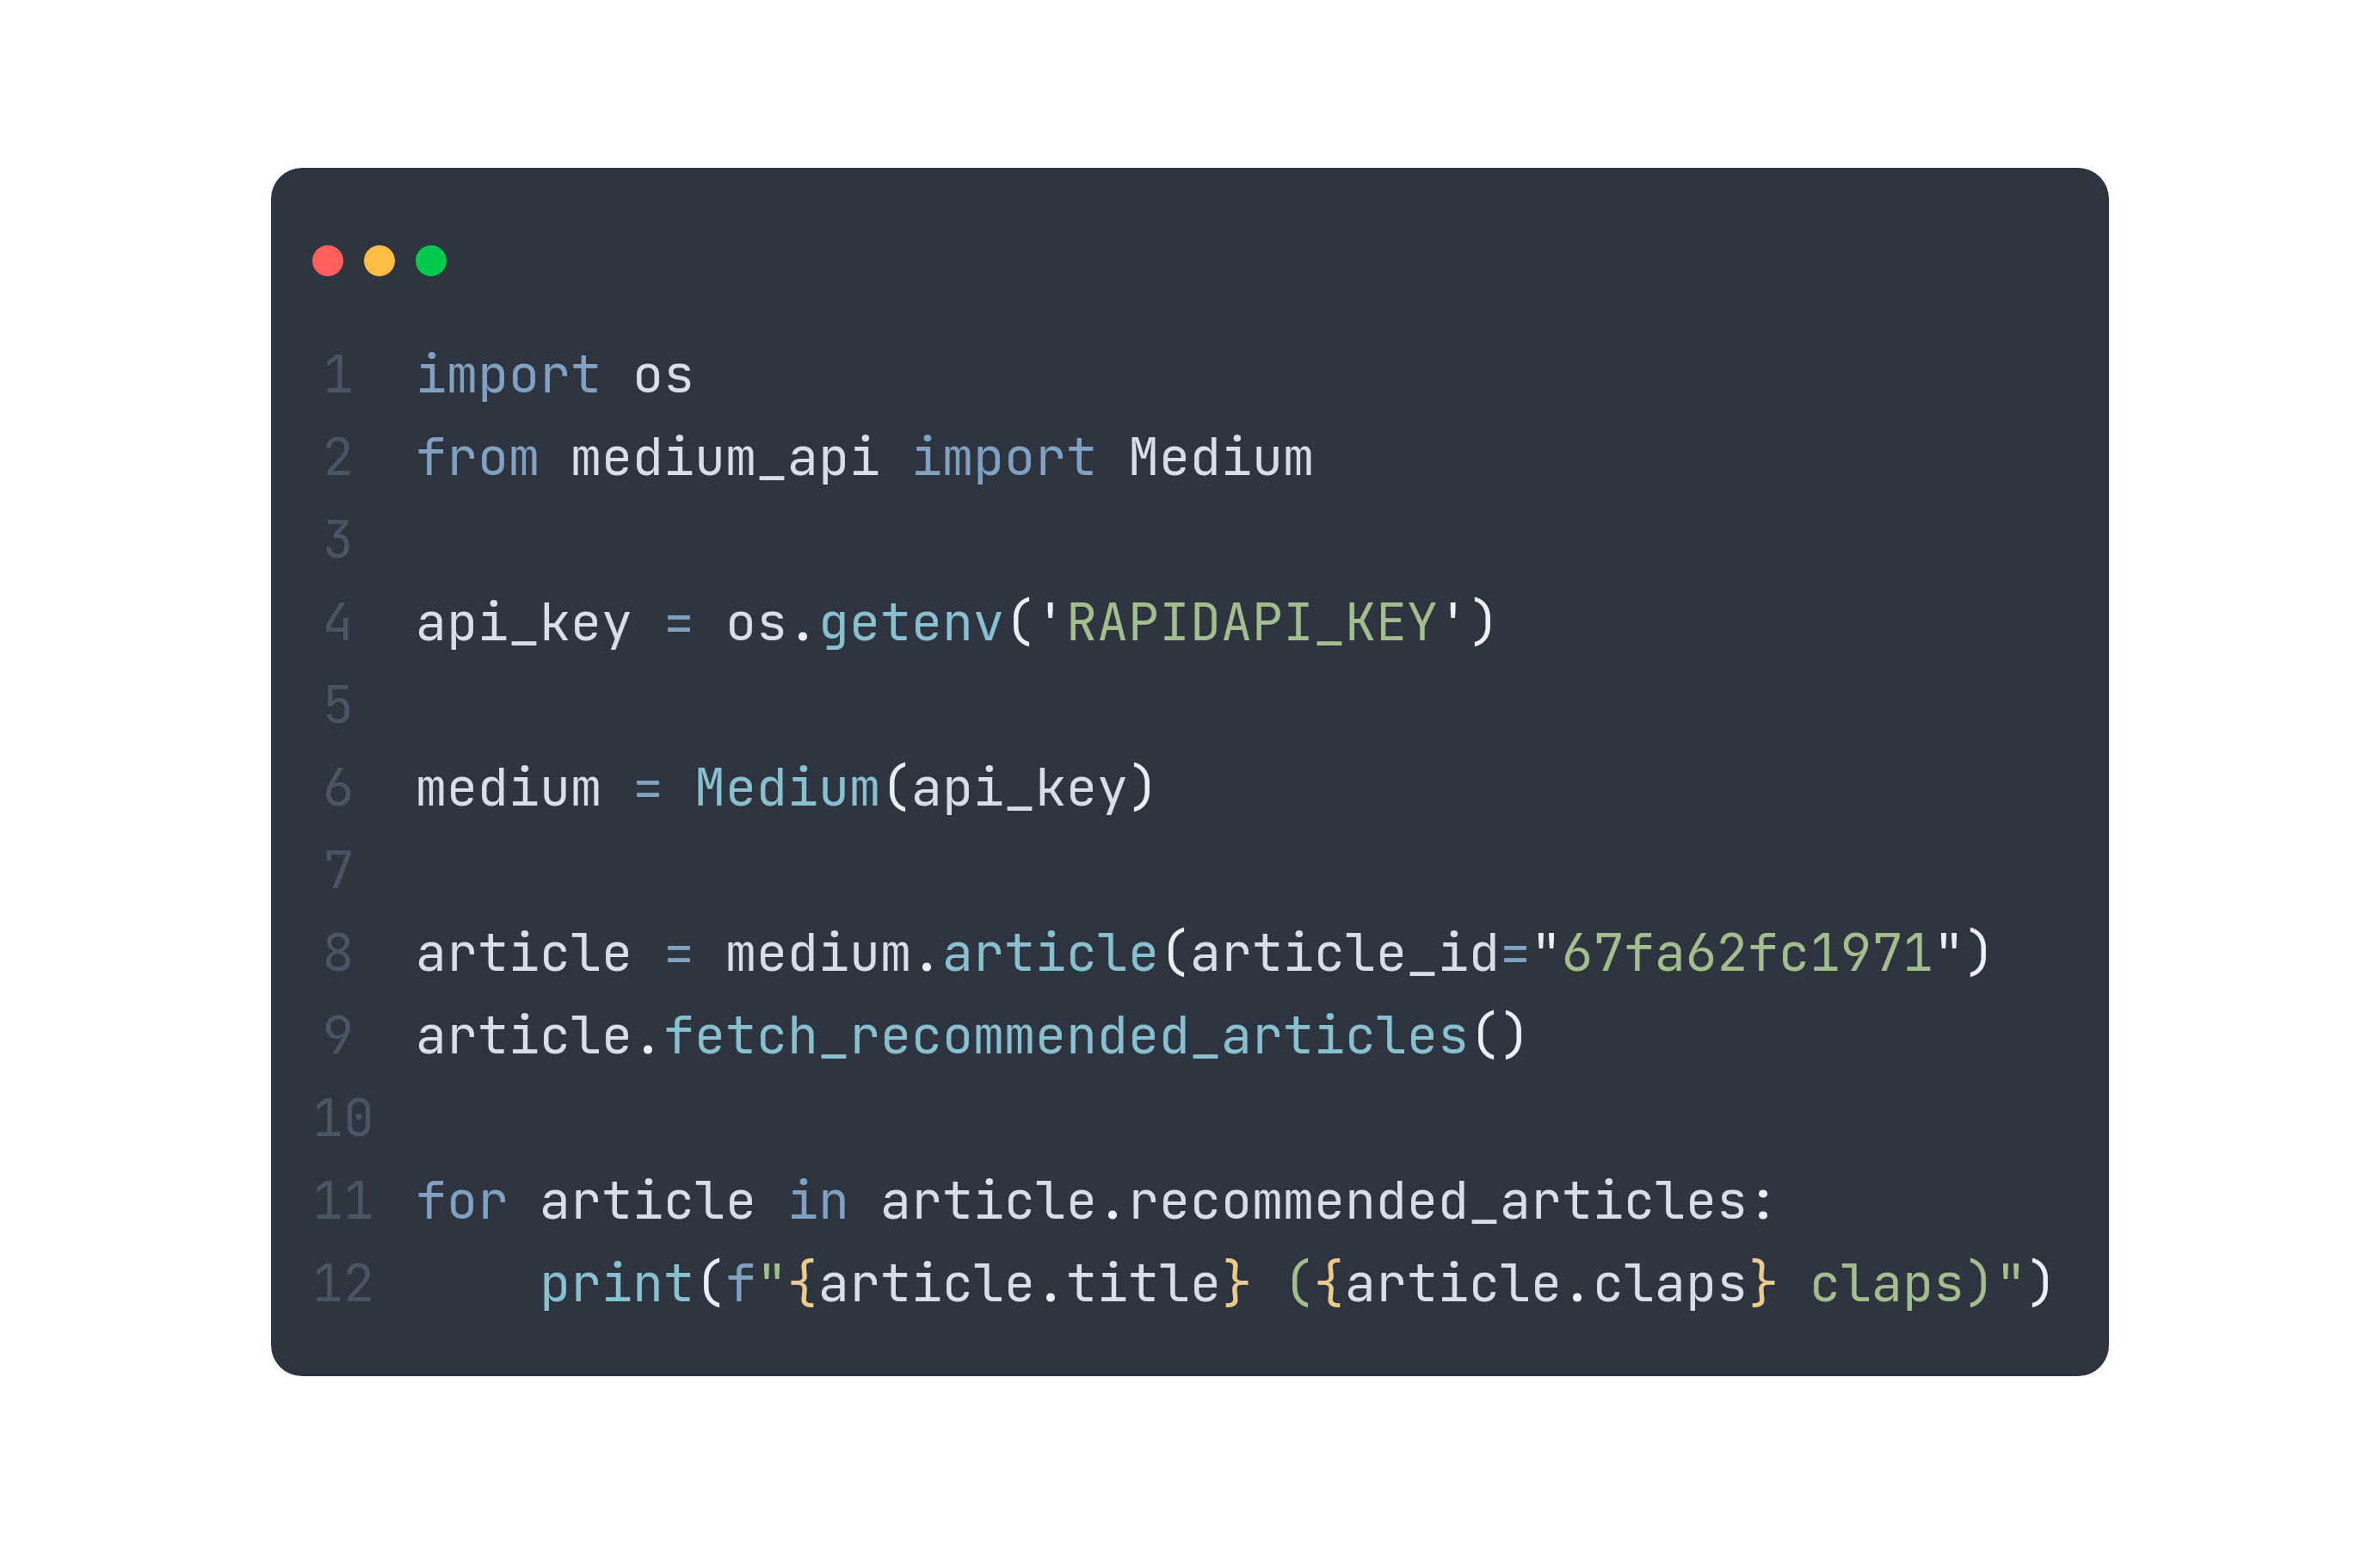 1 import os
2 from medium_api import Medium
3
4 api_key = os.getenv('RAPIDAPI_KEY')
5
6 medium = Medium(api_key)
7
8 article = medium.article(article_id="67fa62fc1971")
9 article.fetch_recommended_articles()
10
11 for article in article.recommended_articles:
12     print(f"{article.title} ({article.claps} claps)")